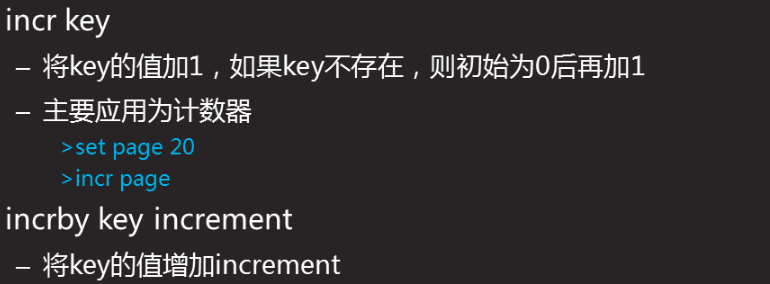 incr key
– 将key的值加1，如果key不存在，则初始为0后再加1
– 主要应用为计数器
>set page 20
>incr page
incrby key increment
– 将key的值增加increment